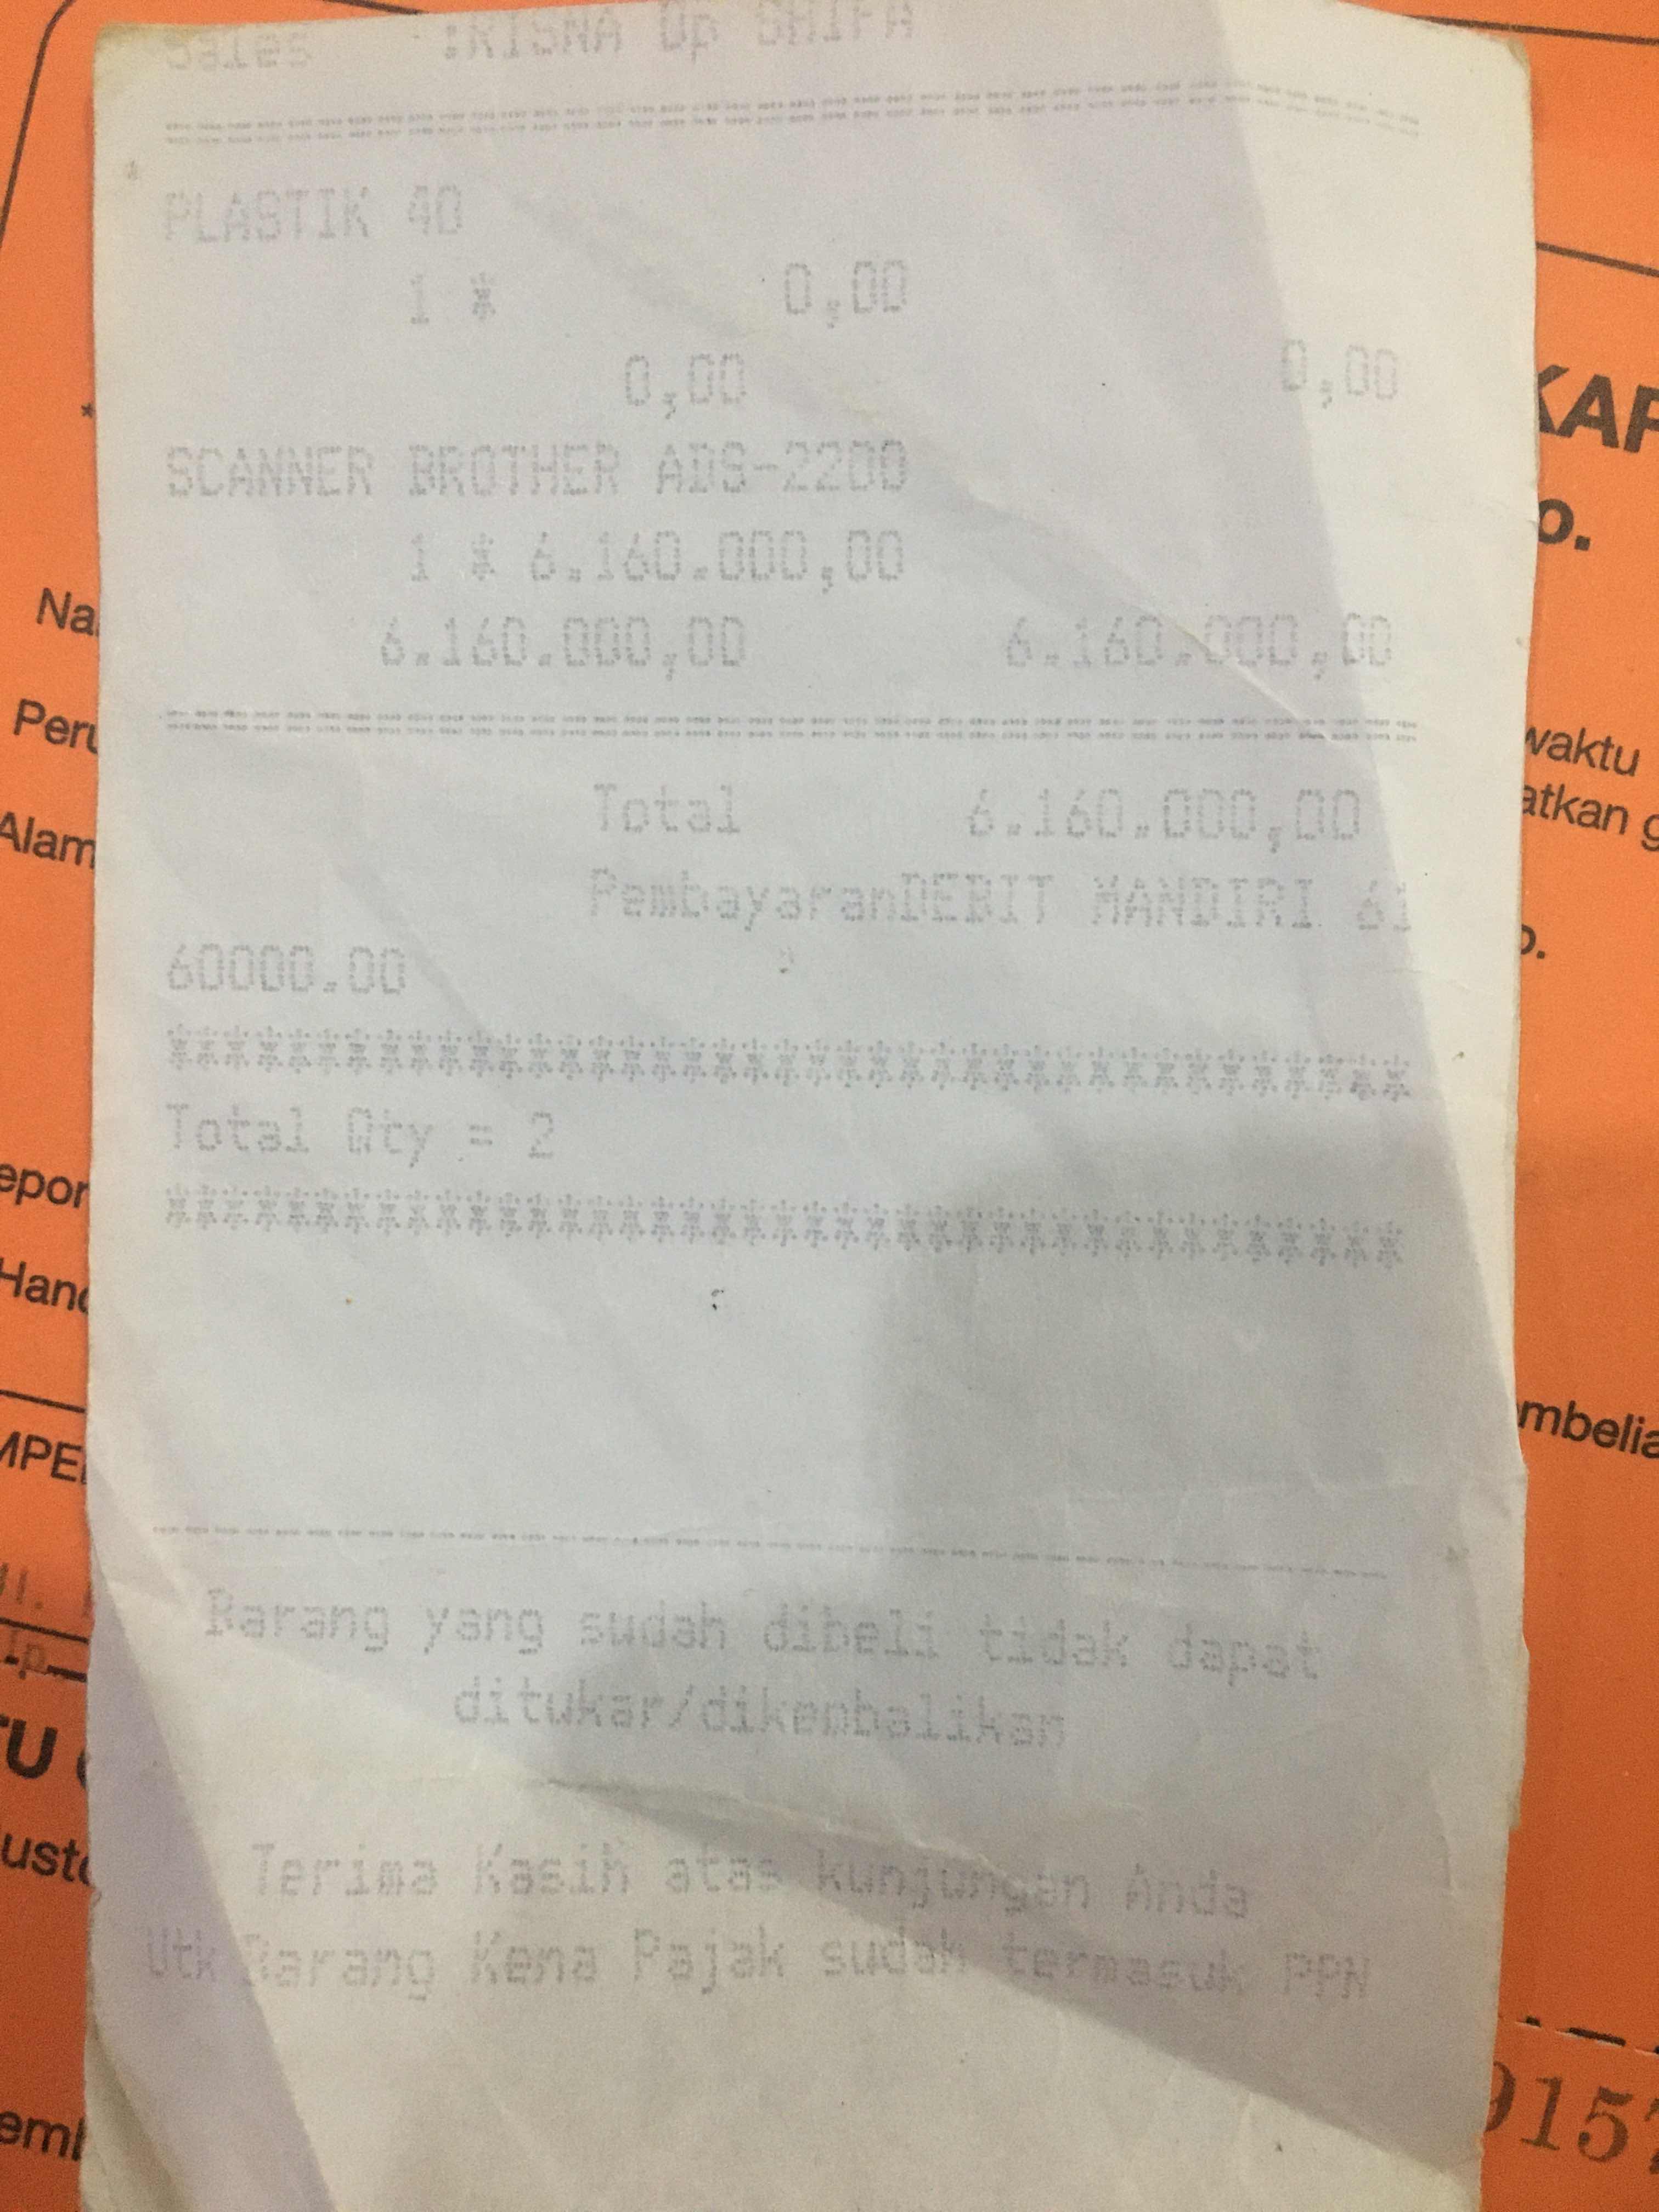 Sales :KISNA Op SHIFA
PLASTIK 40
1 * 0,00
0,00 0,00
SCANNER BROTHER ADS-2200
1 * 6.160.000,00
6.160.000,00 6.160.000,00
Total 6.160.000,00
PembayaranDEBIT MANDIRI 61
60000.00
*****************************************
Total Qty = 2
*****************************************
Barang yang sudah dibeli tidak dapat
ditukar/dikembalikan
Terima Kasih atas kunjungan Anda
Utk Barang Kena Pajak sudah termasuk PPN
waktu
9157